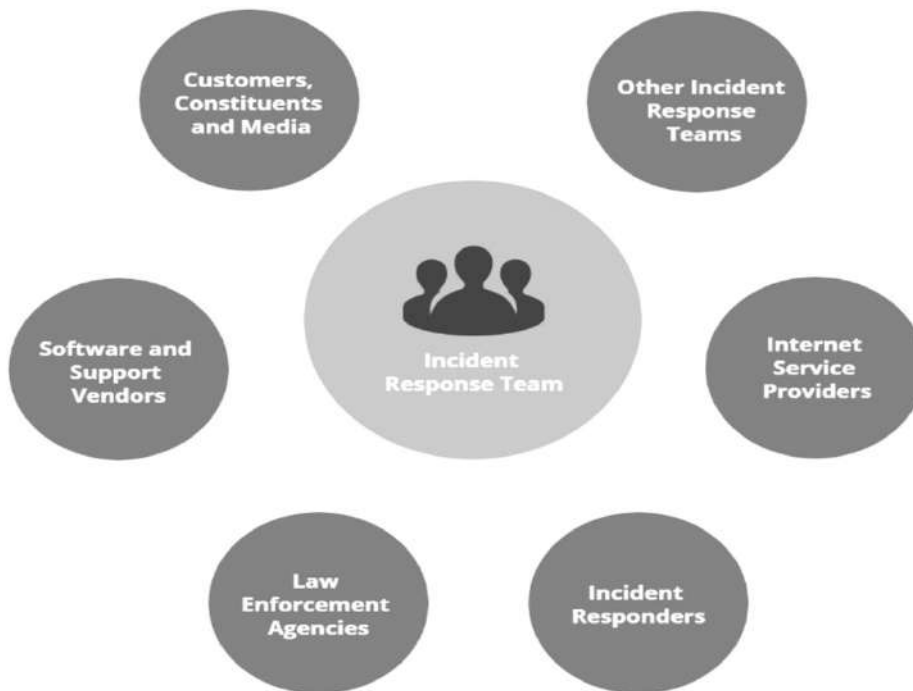 Customers,
Constituents
and Media
Other Incident
Response
Teams
Incident
Response Team
Software and
Support
Vendors
Internet
Service
Providers
Law
Enforcement
Agencies
Incident
Responders